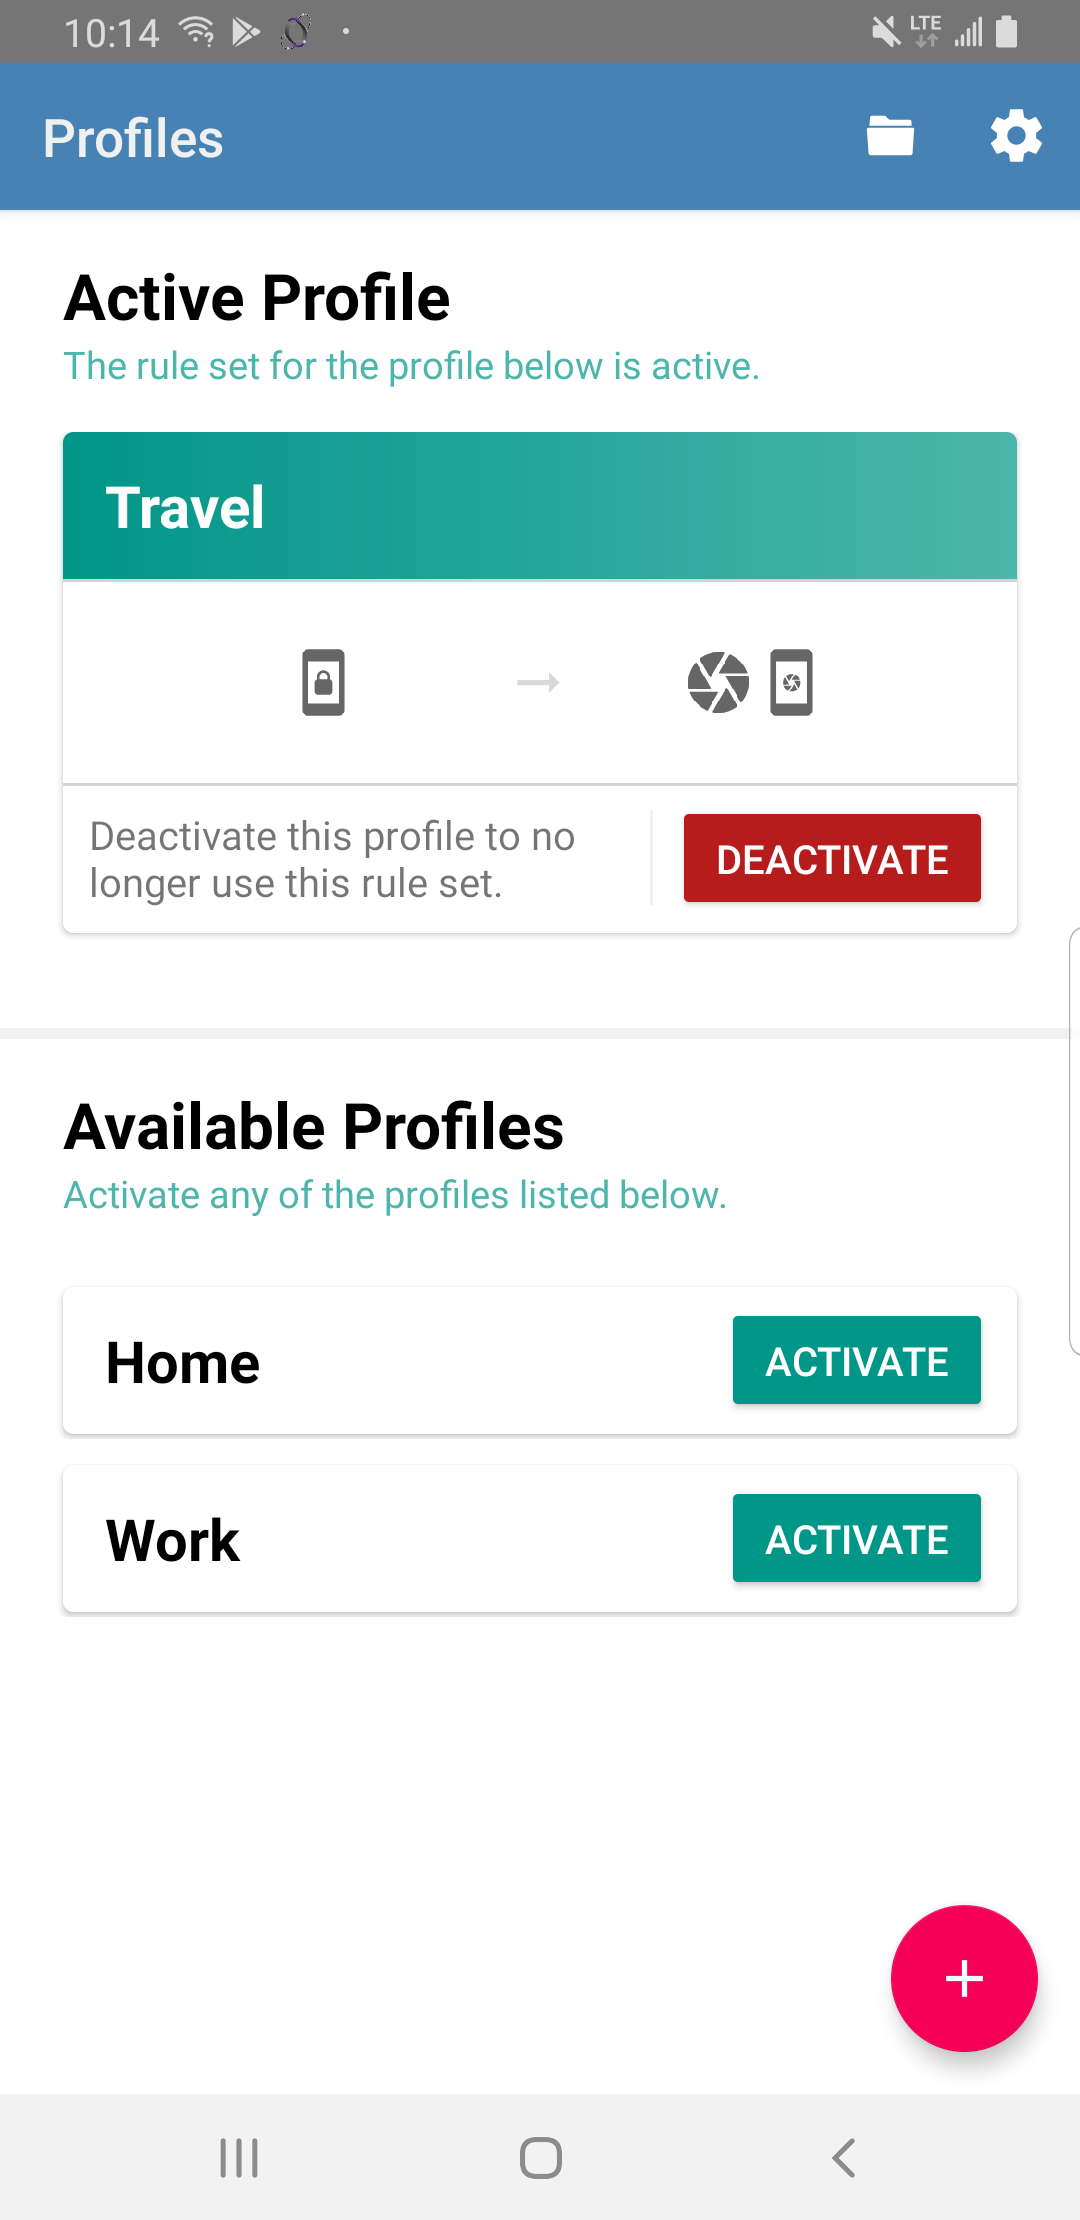 10:14
LTE
Profiles
Active Profile
The rule set for the profile below is active.
Travel
Deactivate this profile to no
longer use this rule set.
DEACTIVATE
Available Profiles
Activate any of the profiles listed below.
Home
ACTIVATE
Work
ACTIVATE